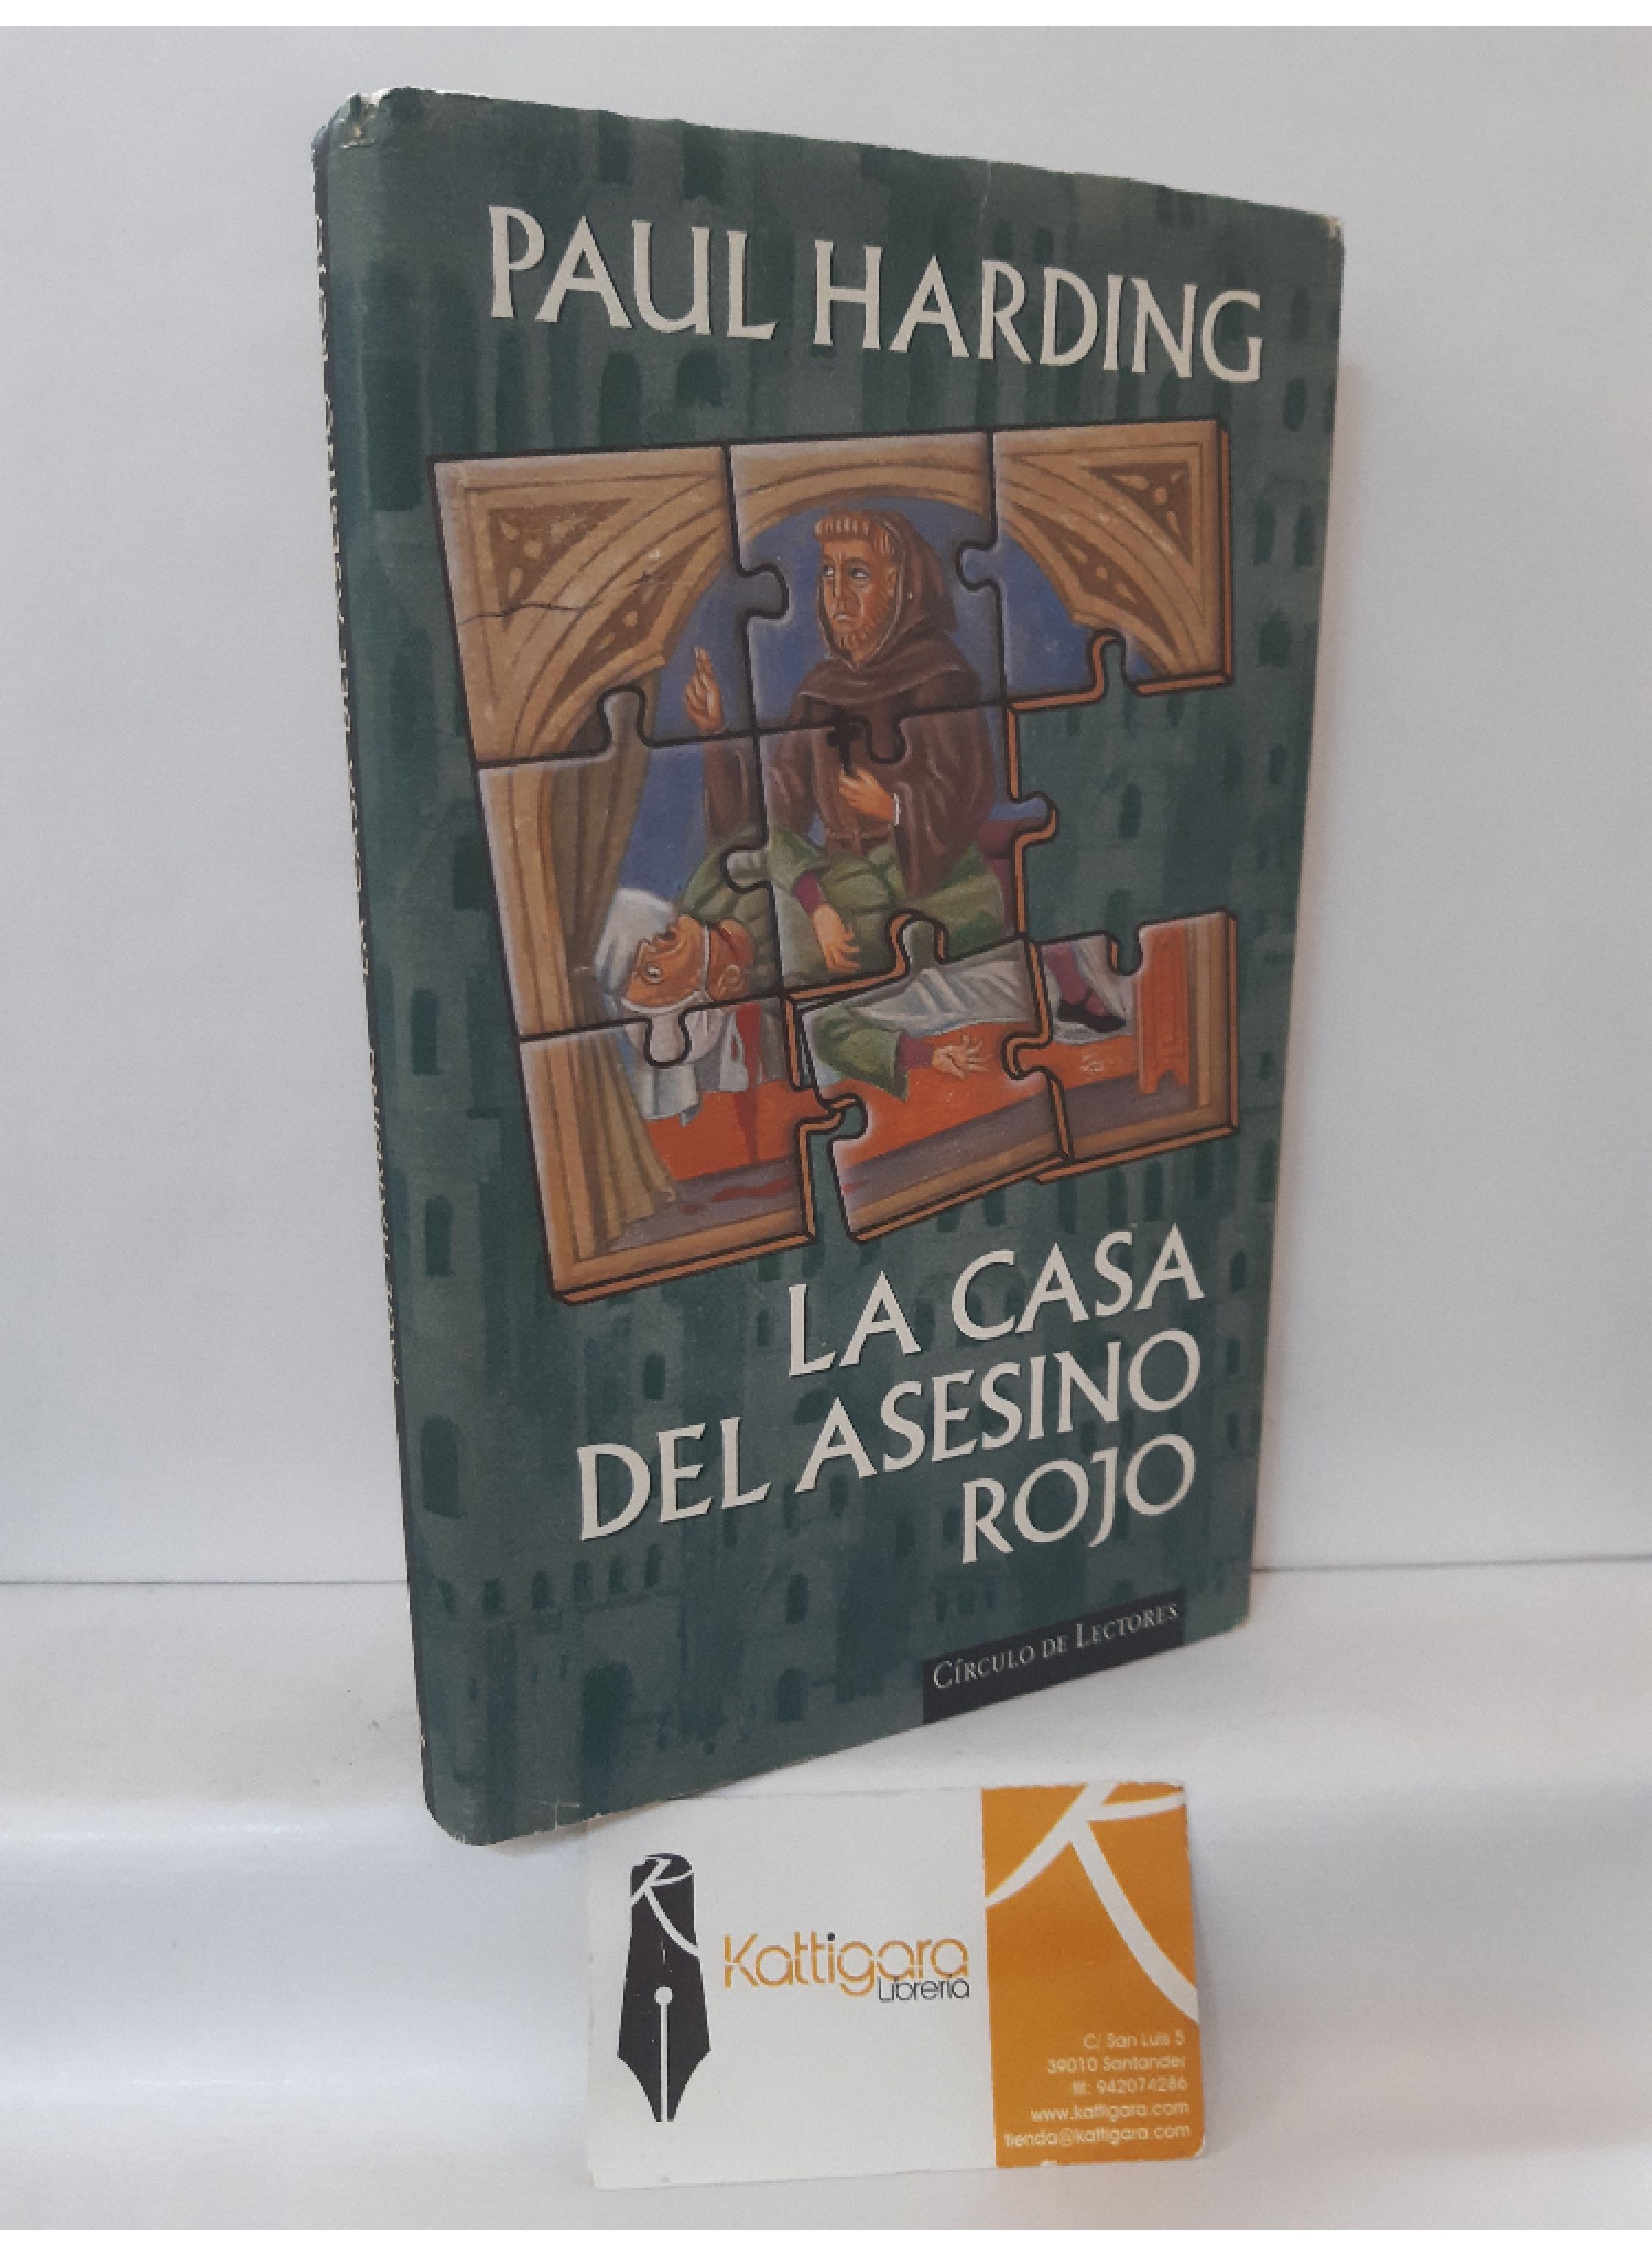 PAUL HARDING
LA CASA
DEL ASESINO
ROJO
CÍRCULO DE LECTORES
Kattigara
Librería
C/ San Luis 5
39010 Santander
tlf: 942074286
www.kattigara.com
tienda@kattigara.com